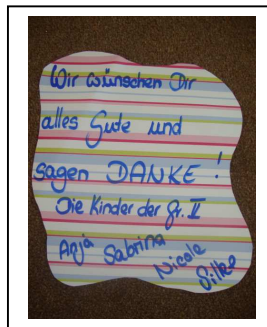 Wir wünschen Dir
alles Gute und
sagen DANKE !
Die Kinder der Gr. II
Anja Sabrina Nicole Silke